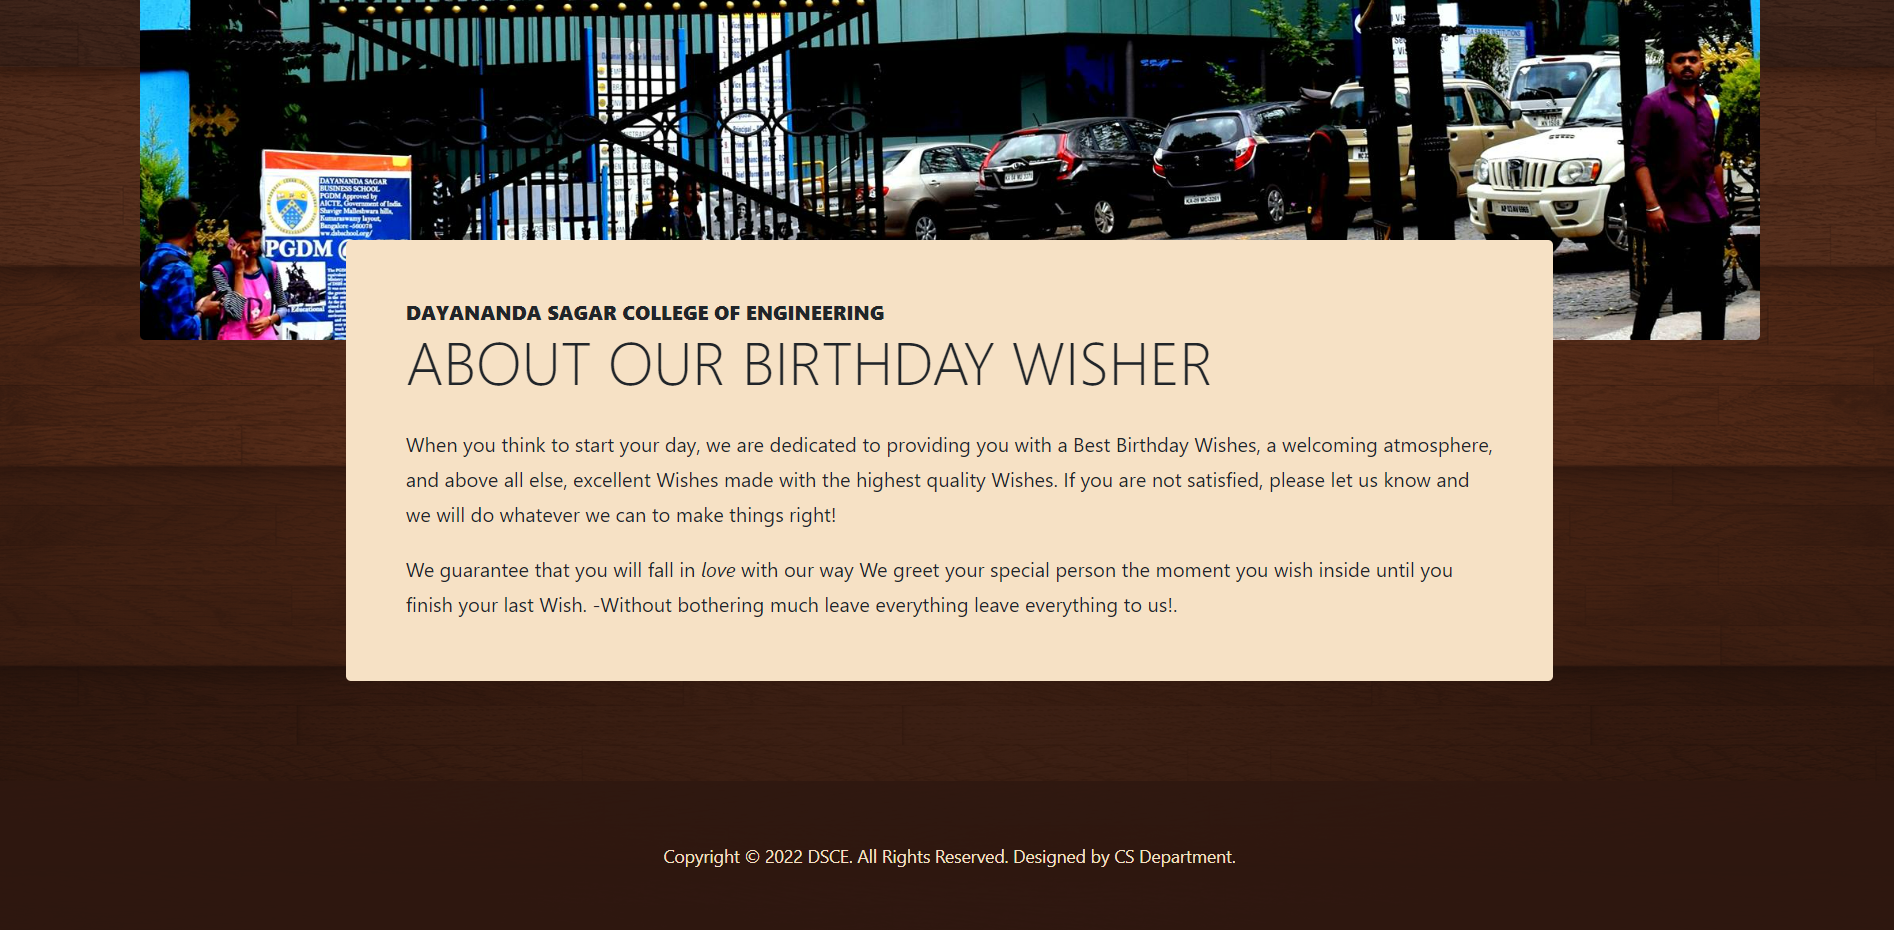 DAYANANDA SAGAR
BUSINESS SCHOOL
PGDM Approved by
AICTE, Government of India.
Shavige Malleshwara hills,
Kumaraswamy layout,
Bangalore -560078
www.dsbschool.org/
PGDM @
DAYANANDA SAGAR COLLEGE OF ENGINEERING
ABOUT OUR BIRTHDAY WISHER
When you think to start your day, we are dedicated to providing you with a Best Birthday Wishes, a welcoming atmosphere,
and above all else, excellent Wishes made with the highest quality Wishes. If you are not satisfied, please let us know and
we will do whatever we can to make things right!
We guarantee that you will fall in love with our way We greet your special person the moment you wish inside until you
finish your last Wish. -Without bothering much leave everything leave everything to us!.
Copyright © 2022 DSCE. All Rights Reserved. Designed by CS Department.